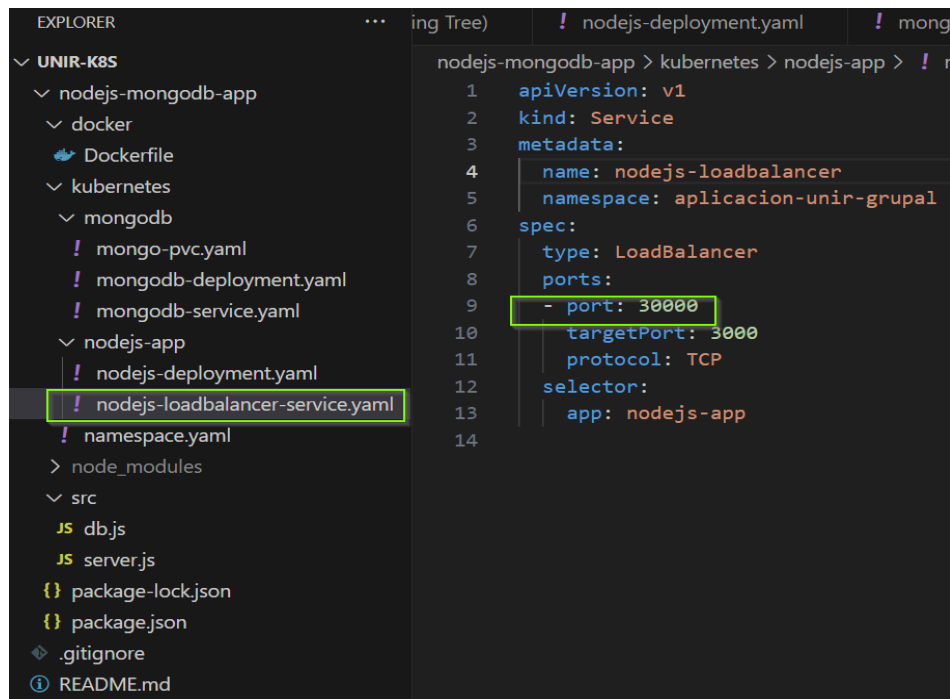 EXPLORER ...
UNIR-K8S
nodejs-mongodb-app
docker
Dockerfile
kubernetes
mongodb
! mongo-pvc.yaml
! mongodb-deployment.yaml
! mongodb-service.yaml
nodejs-app
! nodejs-deployment.yaml
! nodejs-loadbalancer-service.yaml
! namespace.yaml
> node_modules
src
JS db.js
JS server.js
{} package-lock.json
{} package.json
.gitignore
README.md
ing Tree) ! nodejs-deployment.yaml ! mong
nodejs-mongodb-app > kubernetes > nodejs-app > !
1 apiVersion: v1
2 kind: Service
3 metadata:
4 name: nodejs-loadbalancer
5 namespace: aplicacion-unir-grupal
6 spec:
7 type: LoadBalancer
8 ports:
9 - port: 30000
10 targetPort: 3000
11 protocol: TCP
12 selector:
13 app: nodejs-app
14